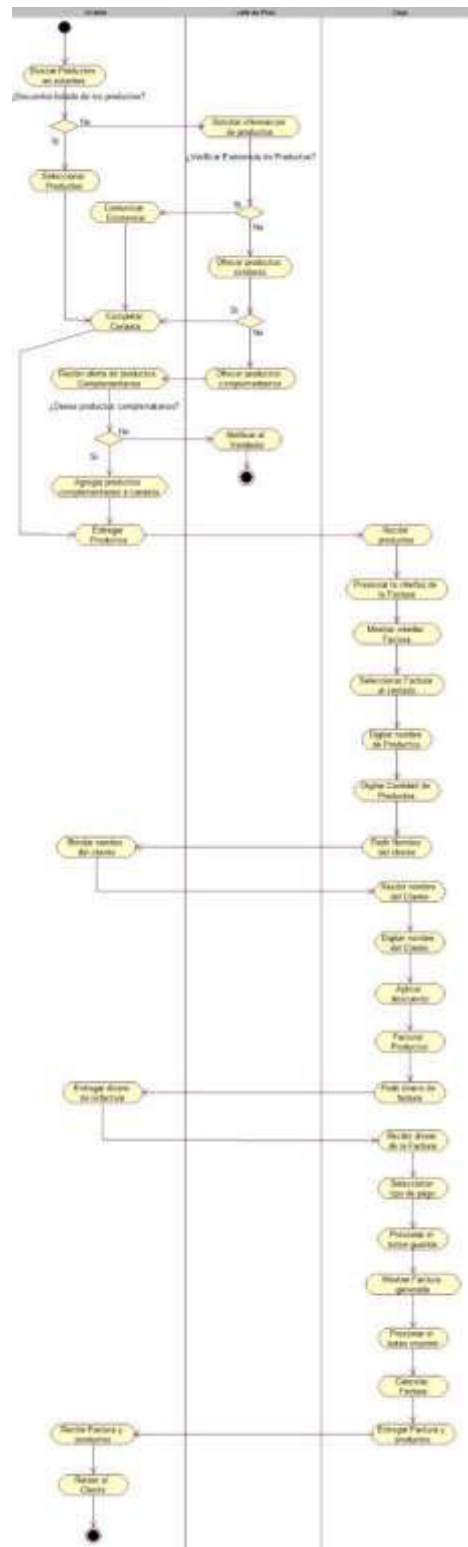 Cliente
Jefe de Piso
Caja
Buscar Productos
en estantes
¿Encuentra listado de los productos?
No
Si
Solicitar informacion
de productos
Seleccionar
Productos
¿Verificar Existencia de Productos?
Comunicar
Existencia
Si
No
Ofrecer productos
similares
Completar
Canasta
Si
No
Recibir oferta de productos
Complementarios
Ofrecer productos
complementarios
¿Desea productos complementarios?
No
Si
Notificar al
Agregar productos
complementarios a canasta
Entregar
Productos
Recibir
productos
Presionar la interfaz de
la Factura
Mostrar interfaz
Factura
Seleccionar Factura
al contado
Digitar nombre
de Productos
Digitar Cantidad de
Productos
Brindar nombre
del cliente
Pedir Nombre
del cliente
Recibir nombre
del Cliente
Digitar nombre
del Cliente
Aplicar
descuento
Facturar
Productos
Entregar dinero
de la factura
Pedir dinero de
factura
Recibir dinero
de la Factura
Seleccionar
tipo de pago
Presionar el
boton guardar
Mostrar Factura
generada
Presionar el
boton imprimir
Cancelar
Factura
Recibir Factura y
productos
Entregar Factura y
productos
Retirar al
Cliente